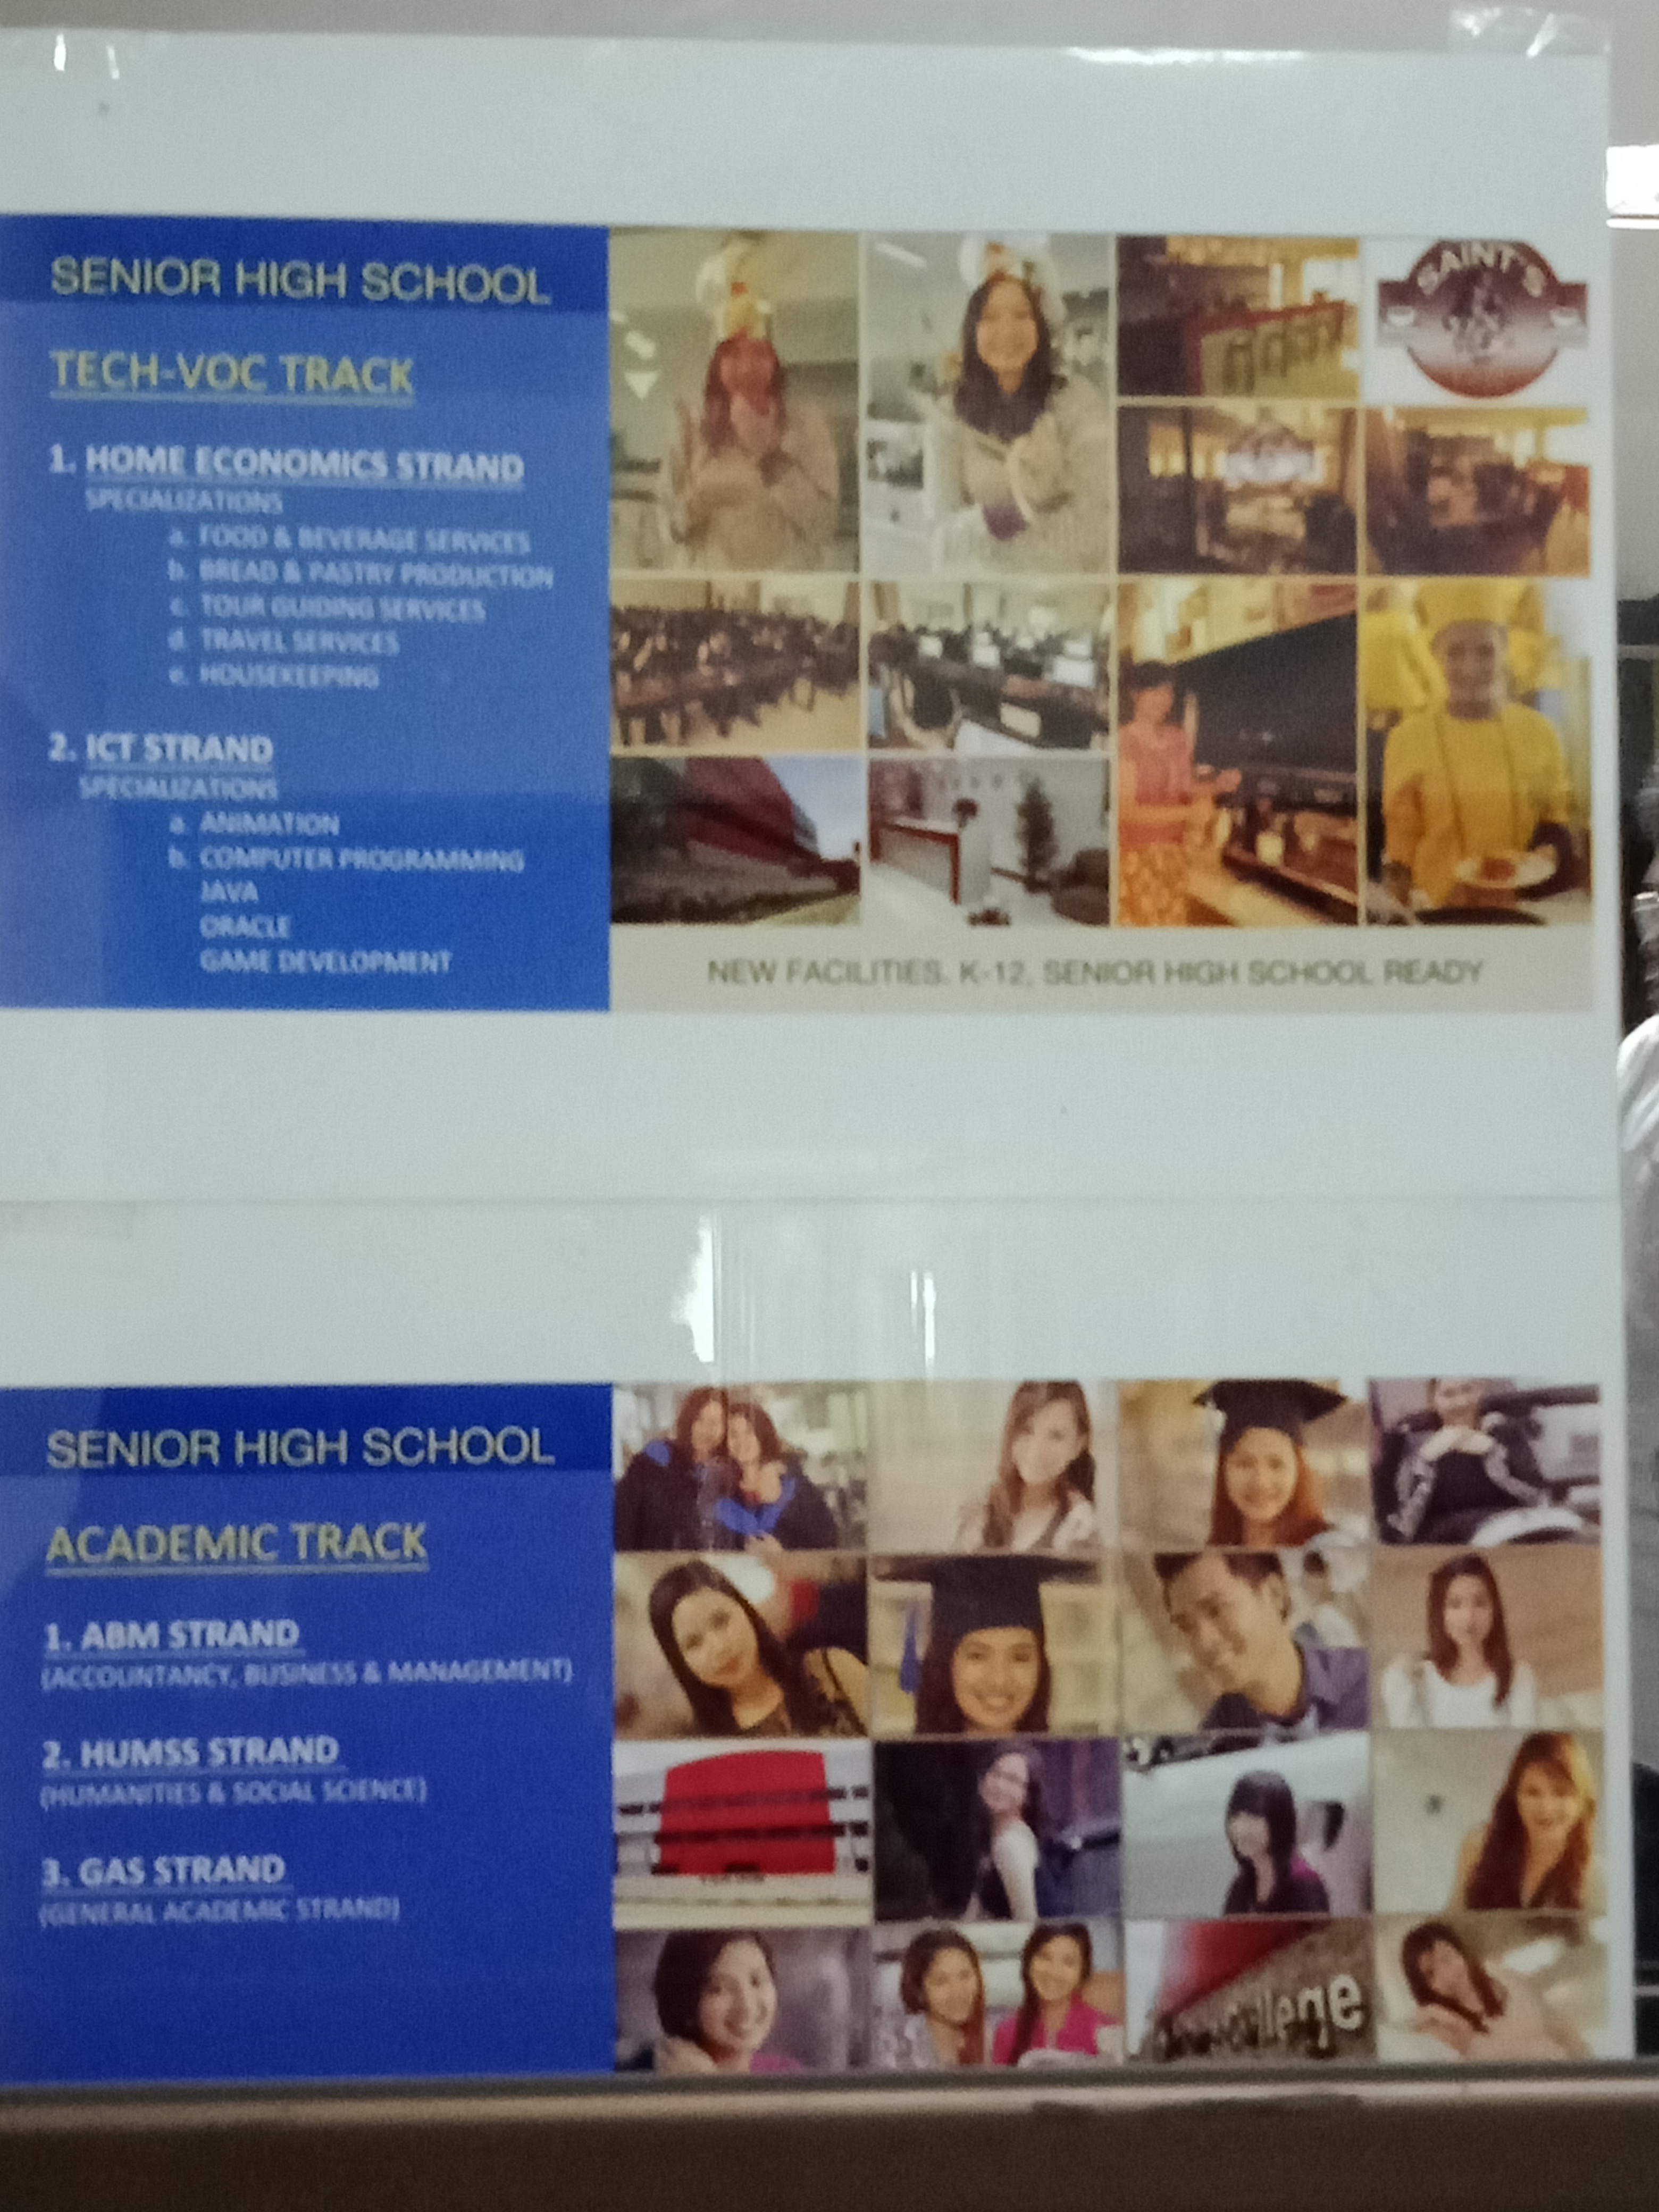 SENIOR HIGH SCHOOL
TECH-VOC TRACK
1. HOME ECONOMICS STRAND
SPECIALIZATIONS
a. FOOD & BEVERAGE SERVICES
b. BREAD & PASTRY PRODUCTION
c. TOUR GUIDING SERVICES
d. TRAVEL SERVICES
e. HOUSEKEEPING
2. ICT STRAND
SPECIALIZATIONS
a. ANIMATION
b. COMPUTER PROGRAMMING
JAVA
ORACLE
GAME DEVELOPMENT
SAINT'S
NEW FACILITIES. K-12, SENIOR HIGH SCHOOL READY
SENIOR HIGH SCHOOL
ACADEMIC TRACK
1. ABM STRAND
(ACCOUNTANCY, BUSINESS & MANAGEMENT)
2. HUMSS STRAND
(HUMANITIES & SOCIAL SCIENCE)
3. GAS STRAND
(GENERAL ACADEMIC STRAND)
College